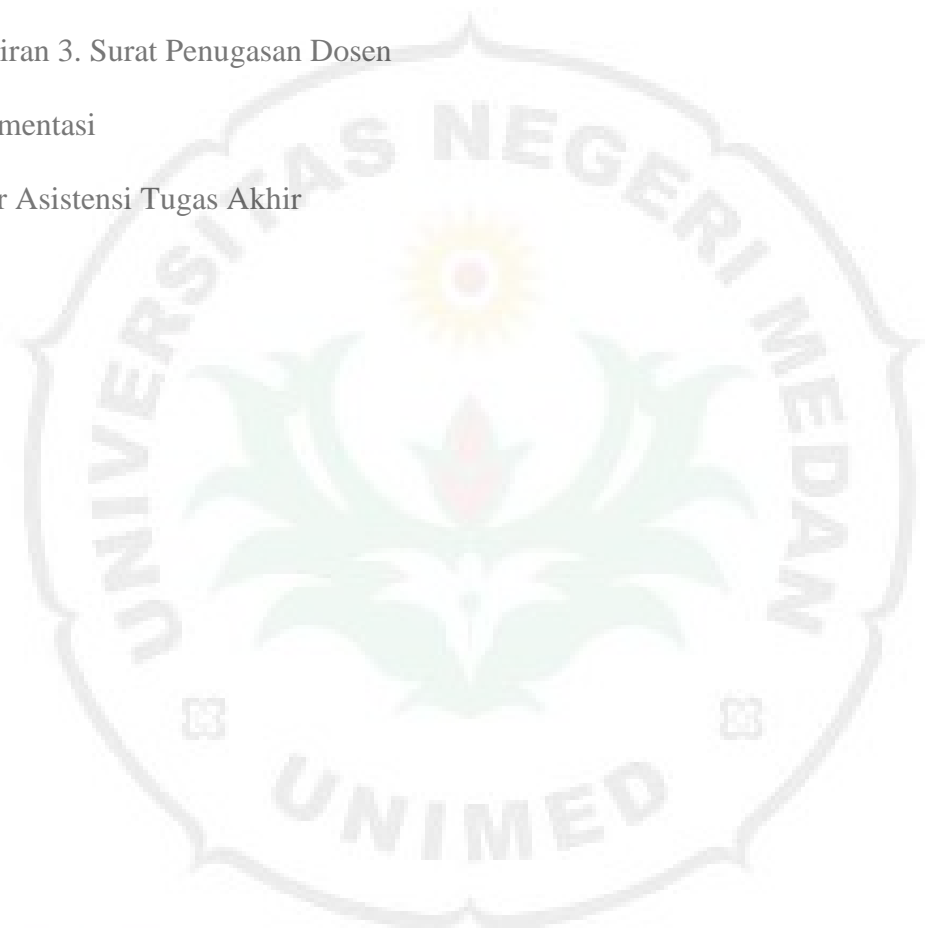 iran 3. Surat Penugasan Dosen
mentasi
r Asistensi Tugas Akhir
UNIVERSITAS NEGERI MEDAN
UNIMED